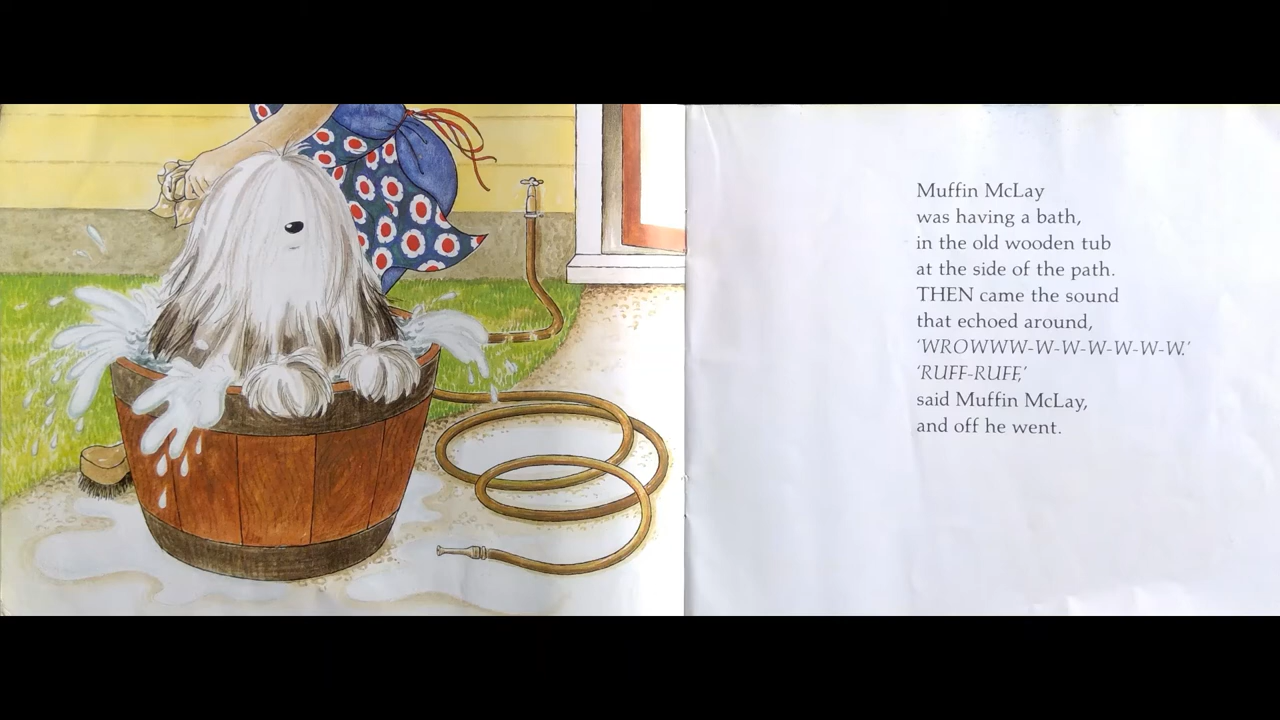 Muffin McLay
was having a bath,
in the old wooden tub
at the side of the path.
THEN came the sound
that echoed around,
‘WROWWW-W-W-W-W-W-W.’
‘RUFF-RUFF,’
said Muffin McLay,
and off he went.